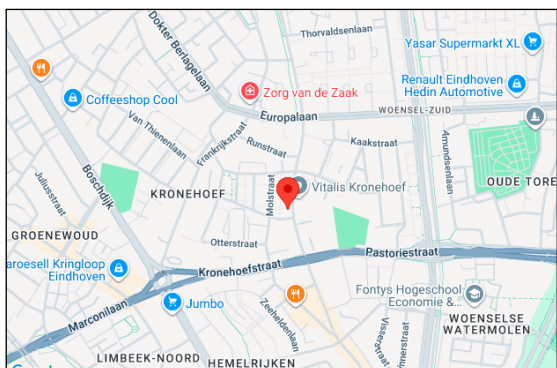 Thorvaldsenlaan
Dokter Berlagelaan
Yasar Supermarkt XL
Coffeeshop Cool
Zorg van de Zaak
Renault Eindhoven
Hedin Automotive
Europalaan
WOENSEL-ZUID
Van Thienenlaan
Frankrijkstraat
Runstraat
Kaakstraat
Amundsenlaan
Boschdijk
Juliusstraat
KRONEHOEF
Molstraat
Vitalis Kronehoef
OUDE TORE
GROENEWOUD
Otterstraat
Pastoriestraat
Kronehoefstraat
aroesell Kringloop
Eindhoven
Marconilaan
Jumbo
Zeeheldenlaan
Fontys Hogeschool
Economie &...
WOENSELSE
WATERMOLEN
LIMBEEK-NOORD
HEMELRIJKEN